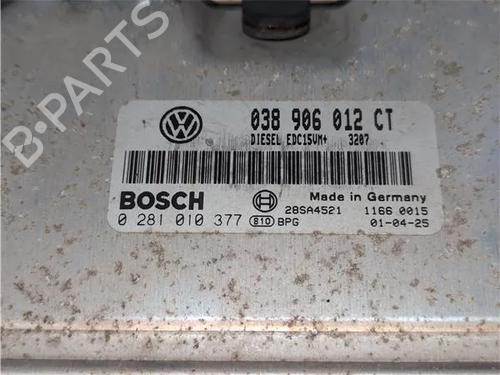 038 906 012 CT
DIESEL EDC15VM+ 3207
BOSCH
Made in Germany
0 281 010 377
810
BPG
28SA4521
1166 0015
01-04-25
B-PARTS